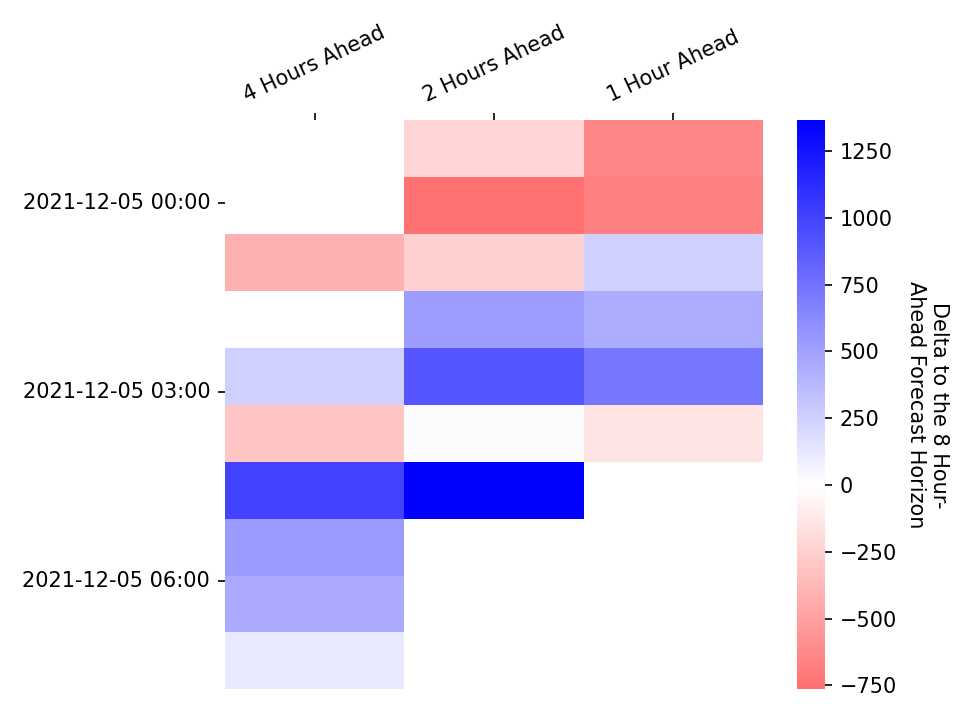 4 Hours Ahead
2 Hours Ahead
1 Hour Ahead
2021-12-05 00:00
2021-12-05 03:00
2021-12-05 06:00
1250
1000
750
500
250
0
−250
−500
−750
Delta to the 8 Hour-
Ahead Forecast Horizon